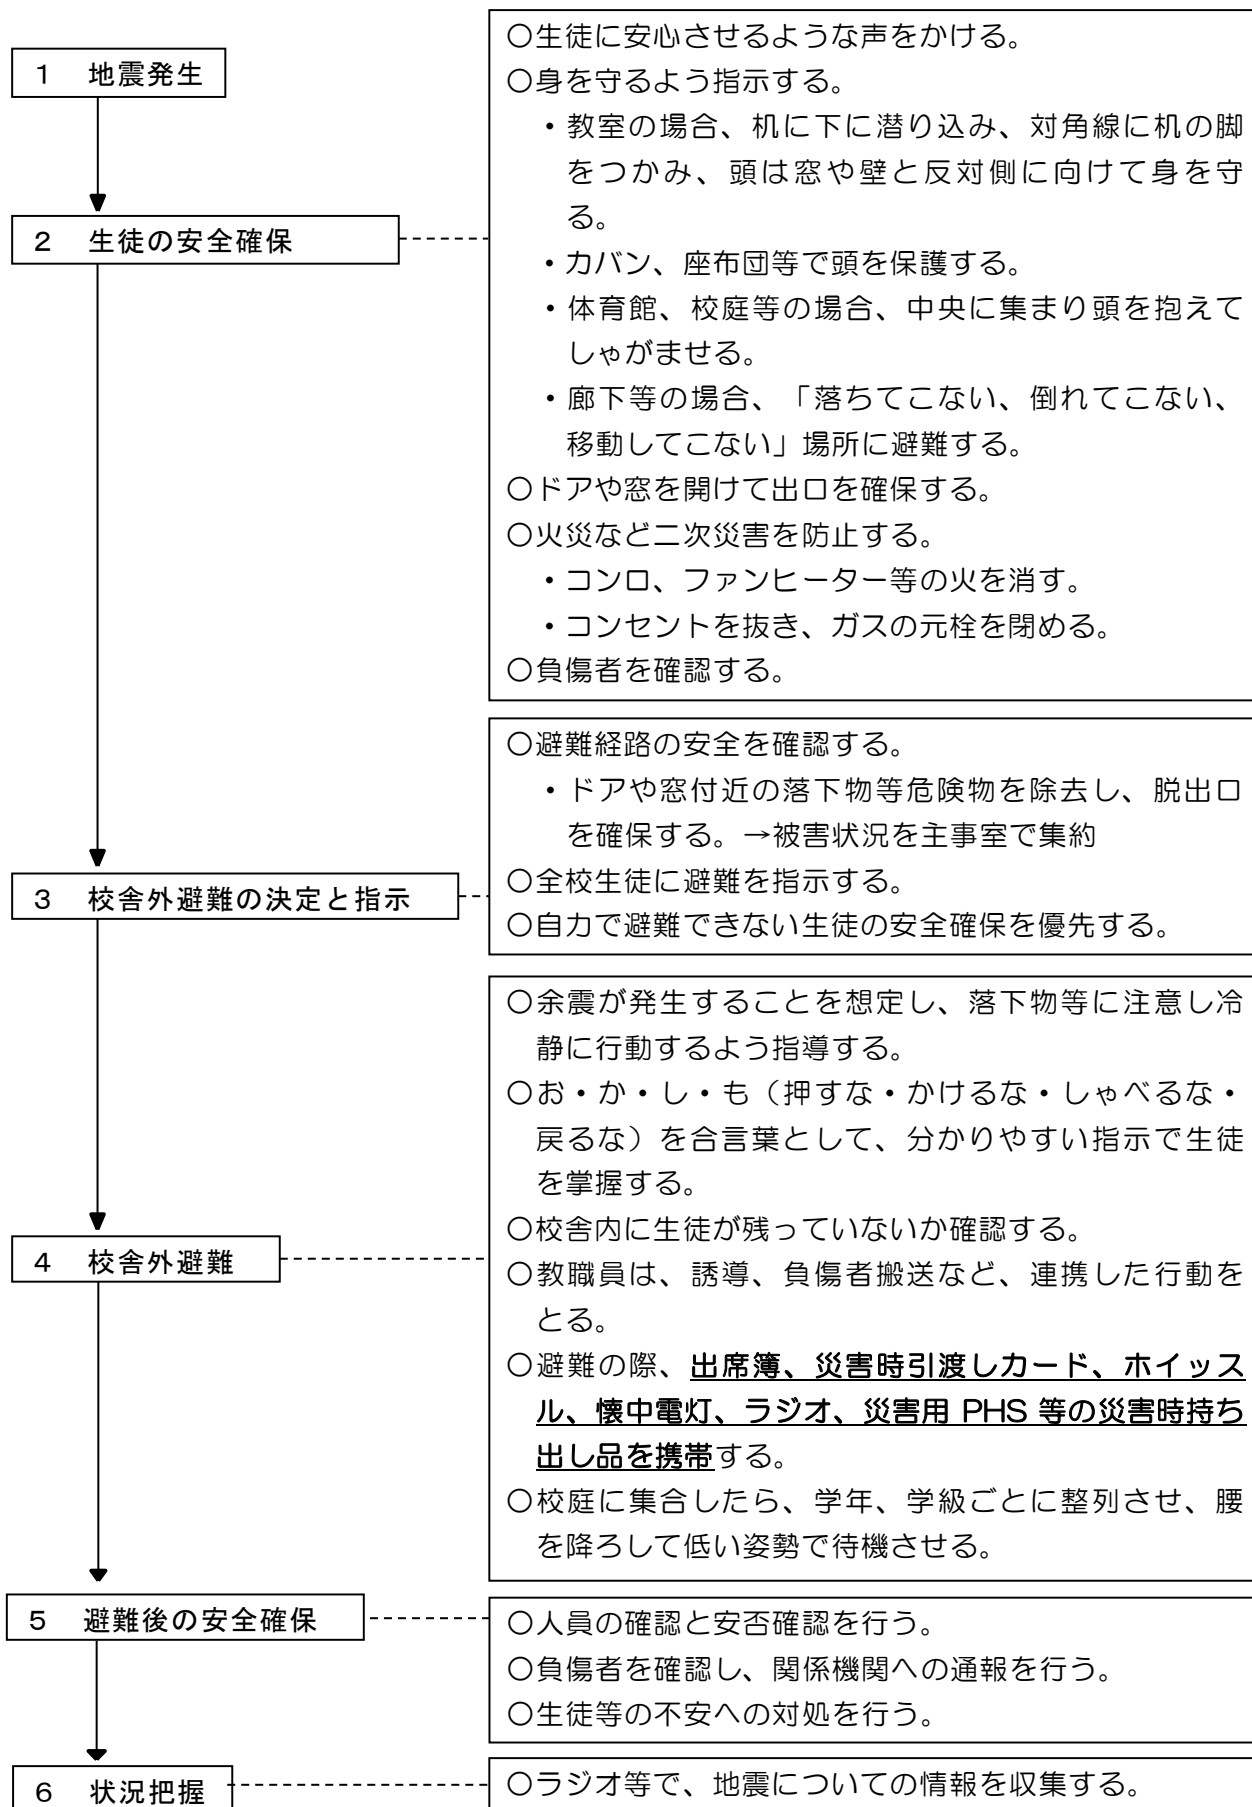 1　地震発生
○生徒に安心させるような声をかける。
○身を守るよう指示する。
・教室の場合、机に下に潜り込み、対角線に机の脚
をつかみ、頭は窓や壁と反対側に向けて身を守
る。
2　生徒の安全確保
・カバン、座布団等で頭を保護する。
・体育館、校庭等の場合、中央に集まり頭を抱えて
しゃがませる。
・廊下等の場合、「落ちてこない、倒れてこない、
移動してこない」場所に避難する。
○ドアや窓を開けて出口を確保する。
○火災など二次災害を防止する。
・コンロ、ファンヒーター等の火を消す。
・コンセントを抜き、ガスの元栓を閉める。
○負傷者を確認する。
3　校舎外避難の決定と指示
○避難経路の安全を確認する。
・ドアや窓付近の落下物等危険物を除去し、脱出口
を確保する。→被害状況を主事室で集約
○全校生徒に避難を指示する。
○自力で避難できない生徒の安全確保を優先する。
4　校舎外避難
○余震が発生することを想定し、落下物等に注意し冷
静に行動するよう指導する。
○お・か・し・も（押すな・かけるな・しゃべるな・
戻るな）を合言葉として、分かりやすい指示で生徒
を掌握する。
○校舎内に生徒が残っていないか確認する。
○教職員は、誘導、負傷者搬送など、連携した行動を
とる。
○避難の際、出席簿、災害時引渡しカード、ホイッス
ル、懐中電灯、ラジオ、災害用 PHS 等の災害時持ち
出し品を携帯する。
○校庭に集合したら、学年、学級ごとに整列させ、腰
を降ろして低い姿勢で待機させる。
5　避難後の安全確保
○人員の確認と安否確認を行う。
○負傷者を確認し、関係機関への通報を行う。
○生徒等の不安への対処を行う。
6　状況把握
○ラジオ等で、地震についての情報を収集する。